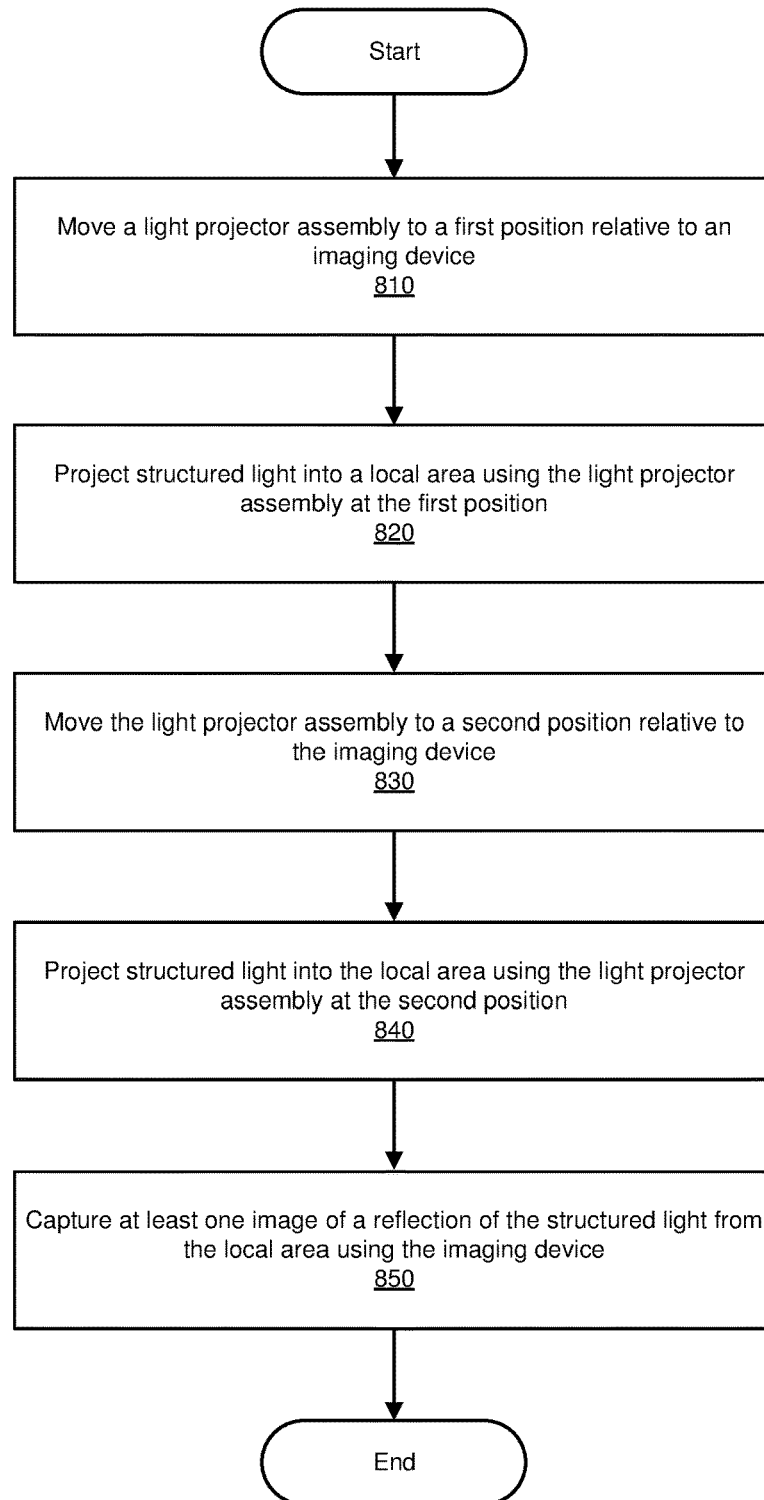 Start
Move a light projector assembly to a first position relative to an
imaging device
810
Project structured light into a local area using the light projector
assembly at the first position
820
Move the light projector assembly to a second position relative to
the imaging device
830
Project structured light into the local area using the light projector
assembly at the second position
840
Capture at least one image of a reflection of the structured light from
the local area using the imaging device
850
End